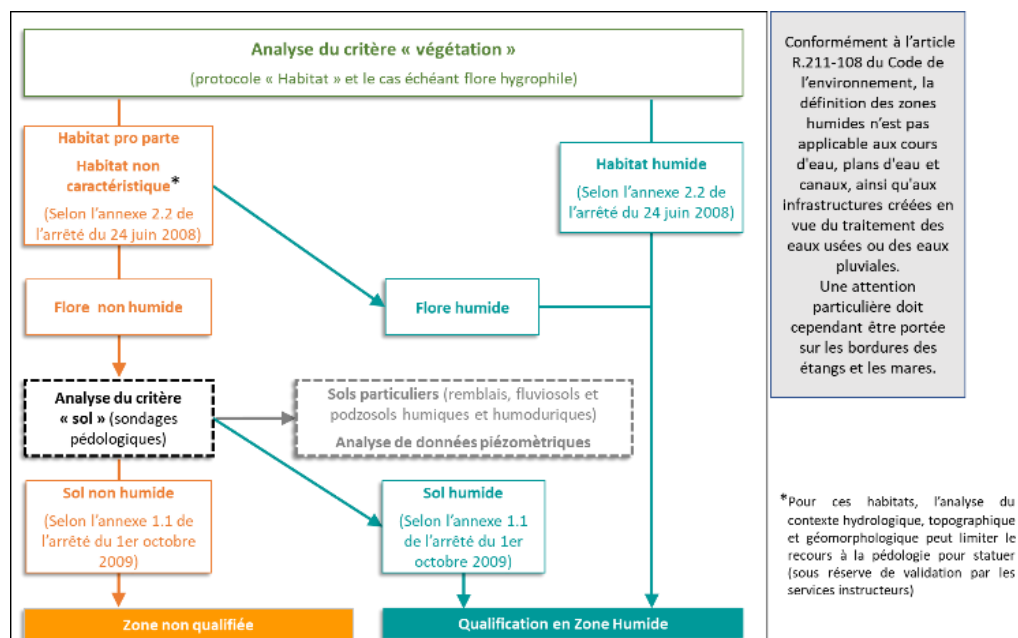 Analyse du critère « végétation »
(protocole « Habitat » et le cas échéant flore hygrophile)
Habitat pro parte
Habitat non
caractéristique*
(Selon l'annexe 2.2 de
l'arrêté du 24 juin 2008)
Habitat humide
(Selon l'annexe 2.2 de
l'arrêté du 24 juin 2008)
Flore non humide
Flore humide
Analyse du critère
« sol » (sondages
pédologiques)
Sols particuliers (remblais, fluviosols et
podzosols humiques et humoduriques)
Analyse de données piézomètriques
Sol non humide
(Selon l'annexe 1.1 de
l'arrêté du 1er octobre
2009)
Sol humide
(Selon l'annexe 1.1
de l'arrêté du 1er
octobre 2009)
Zone non qualifiée
Qualification en Zone Humide
Conformément à l'article
R.211-108 du Code de
l'environnement, la
définition des zones
humides n'est pas
applicable aux cours
d'eau, plans d'eau et
canaux, ainsi qu'aux
infrastructures créées en
vue du traitement des
eaux usées ou des eaux
pluviales.
Une attention
particulière doit
cependant être portée
sur les bordures des
étangs et les mares.
*Pour ces habitats, l'analyse du
contexte hydrologique, topographique
et géomorphologique peut limiter le
recours à la pédologie pour statuer
(sous réserve de validation par les
services instructeurs)